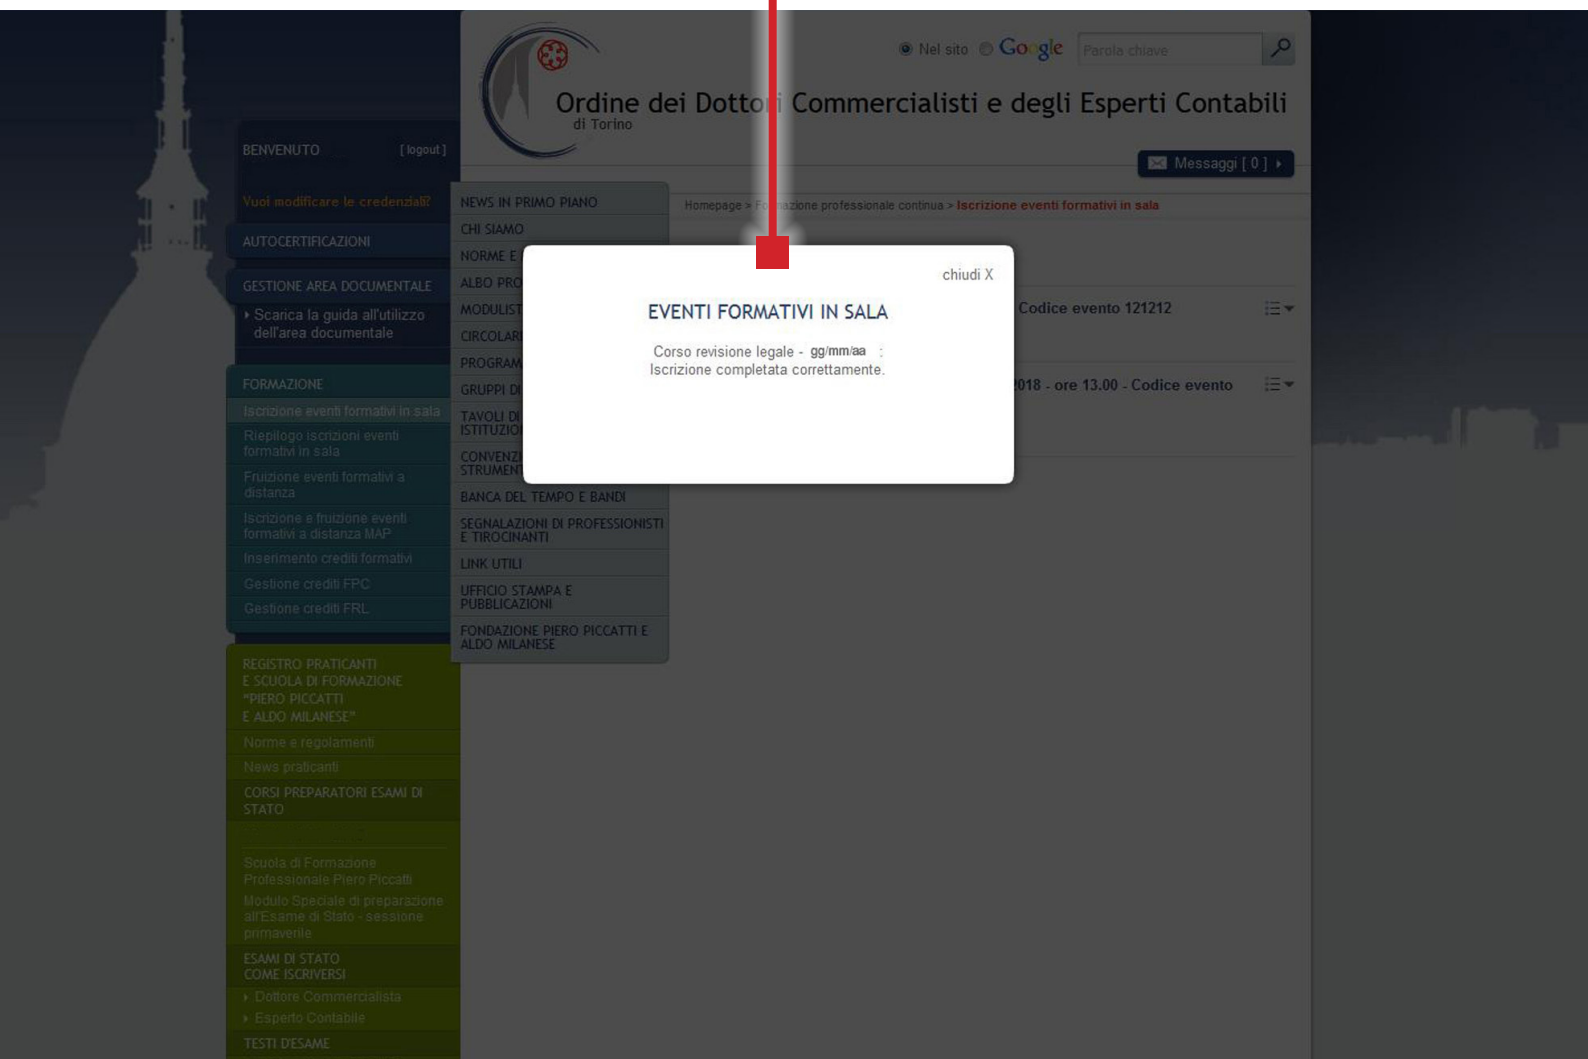 Nel sito Google Parola chiave
Ordine dei Dottori Commercialisti e degli Esperti Contabili
di Torino
Messaggi [ 0 ]
BENVENUTO [ logout ]
Vuoi modificare le credenziali?
AUTOCERTIFICAZIONI
GESTIONE AREA DOCUMENTALE
Scarica la guida all'utilizzo
dell'area documentale
FORMAZIONE
Iscrizione eventi formativi in sala
Riepilogo iscrizioni eventi
formativi in sala
Fruizione eventi formativi a
distanza
Iscrizione e fruizione eventi
formativi a distanza MAP
Inserimento crediti formativi
Gestione crediti FPC
Gestione crediti FRL
REGISTRO PRATICANTI
E SCUOLA DI FORMAZIONE
“PIERO PICCATTI
E ALDO MILANESE”
Norme e regolamenti
News praticanti
CORSI PREPARATORI ESAMI DI
STATO
Scuola di Formazione
Professionale Piero Piccatti
Modulo Speciale di preparazione
all'Esame di Stato - sessione
primaverile
ESAMI DI STATO
COME ISCRIVERSI
Dottore Commercialista
Esperto Contabile
TESTI D'ESAME
NEWS IN PRIMO PIANO
CHI SIAMO
NORME E
ALBO PRO
MODULIST
CIRCOLARI
PROGRAM
GRUPPI DI
TAVOLI DI
ISTITUZIO
CONVENZI
STRUMENT
BANCA DEL TEMPO E BANDI
SEGNALAZIONI DI PROFESSIONISTI
E TIROCINANTI
LINK UTILI
UFFICIO STAMPA E
PUBBLICAZIONI
FONDAZIONE PIERO PICCATTI E
ALDO MILANESE
Homepage > Formazione professionale continua > Iscrizione eventi formativi in sala
Codice evento 121212
2018 - ore 13.00 - Codice evento
chiudi X
EVENTI FORMATIVI IN SALA
Corso revisione legale - gg/mm/aa :
Iscrizione completata correttamente.